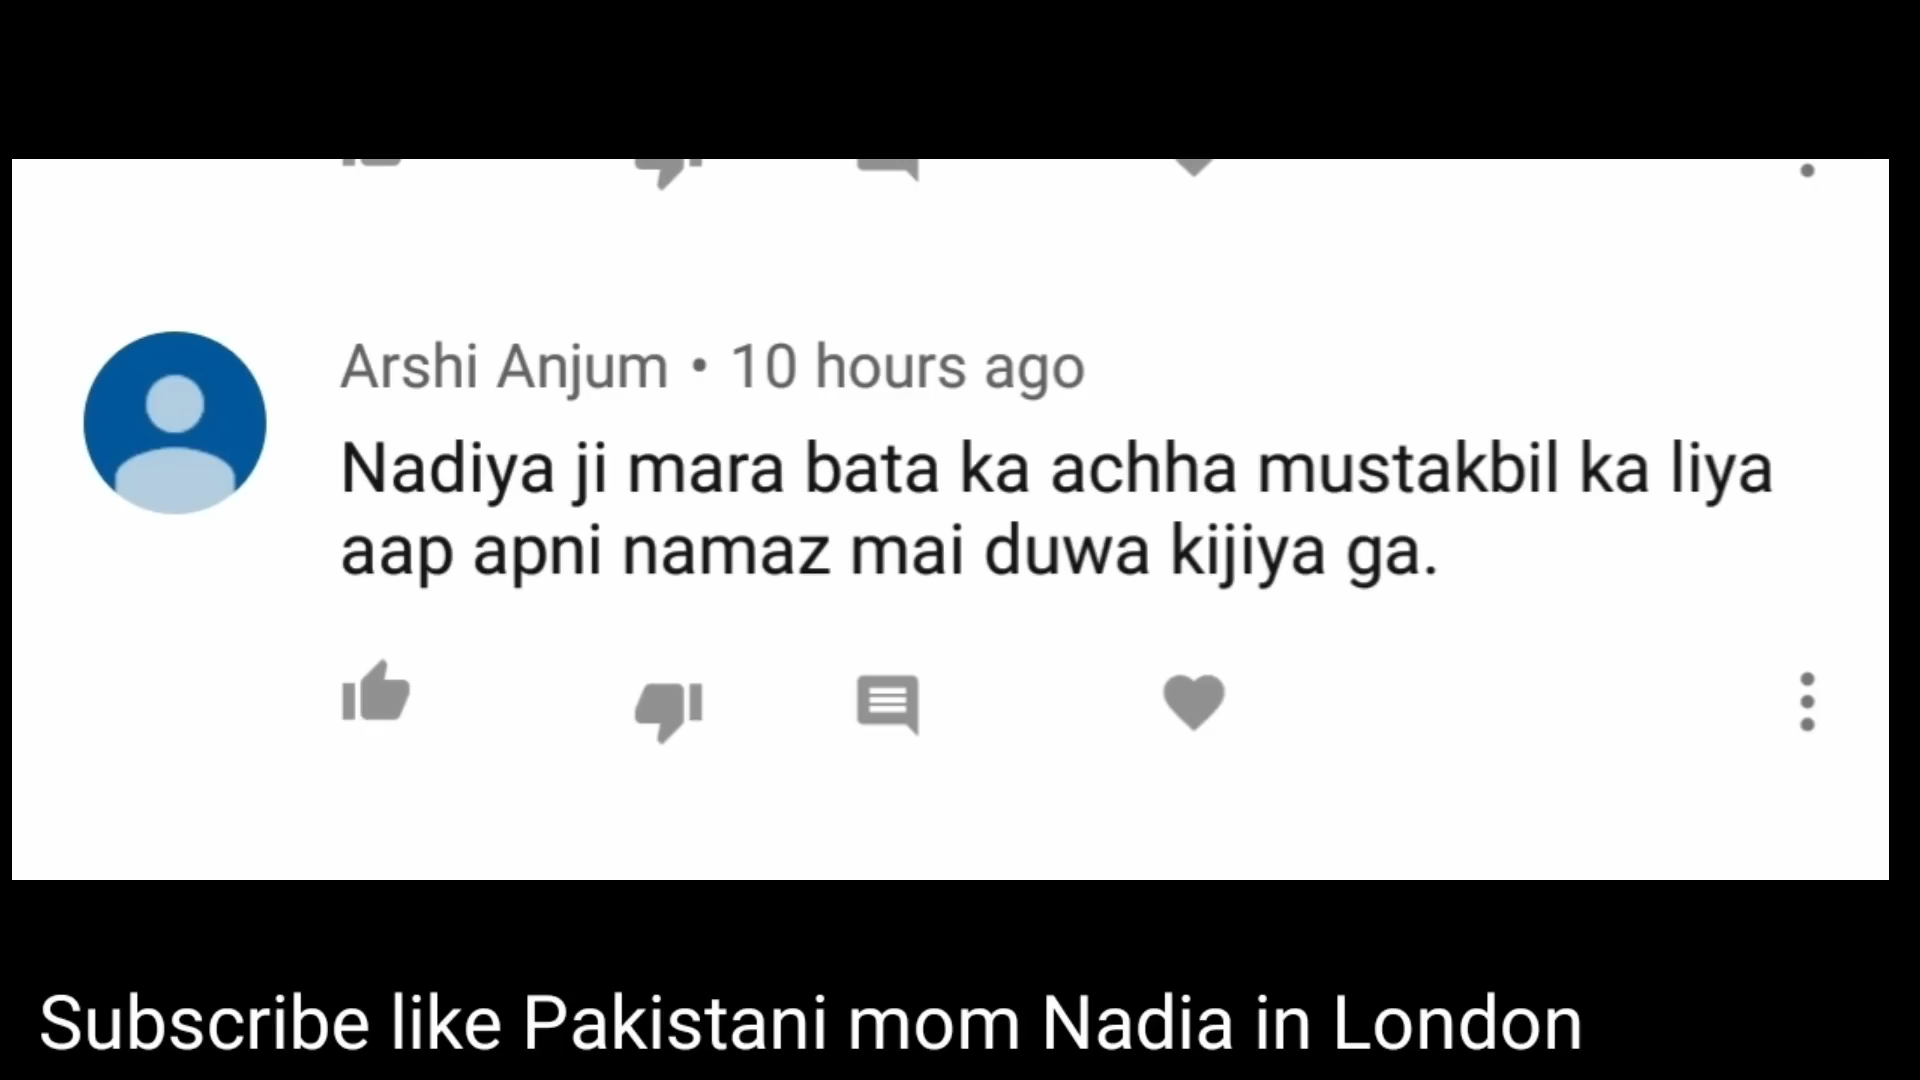 Arshi Anjum • 10 hours ago
Nadiya ji mara bata ka achha mustakbil ka liya
aap apni namaz mai duwa kijiya ga.
Subscribe like Pakistani mom Nadia in London